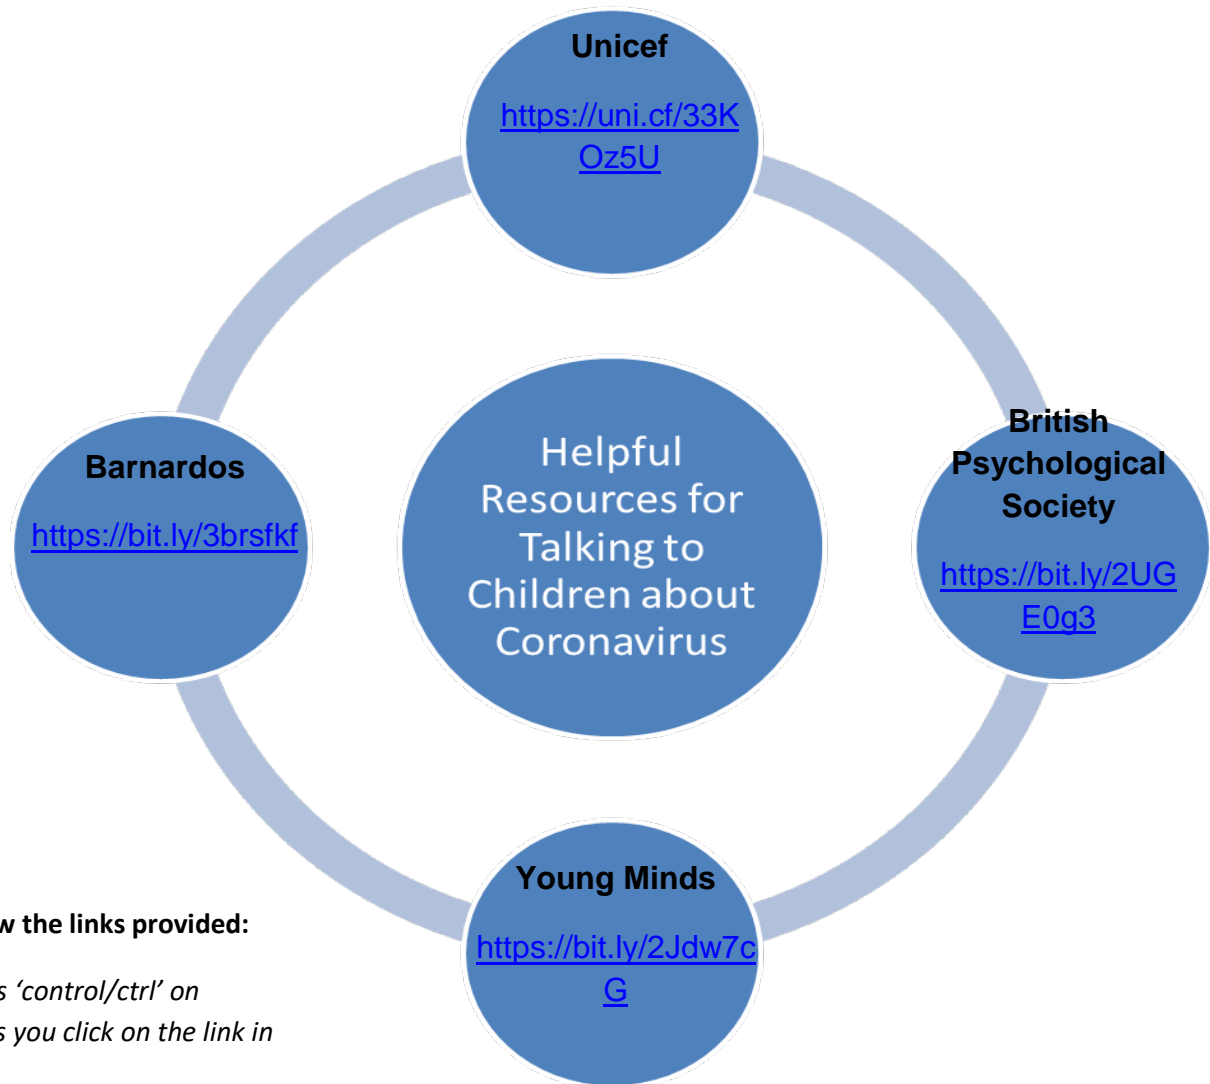 Unicef
https://uni.cf/33K
Oz5U
British
Psychological
Society
https://bit.ly/2UG
E0g3
Barnardos
https://bit.ly/3brsfkf
Helpful
Resources for
Talking to
Children about
Coronavirus
Young Minds
https://bit.ly/2Jdw7c
G
w the links provided:
s ‘control/ctrl’ on
s you click on the link in